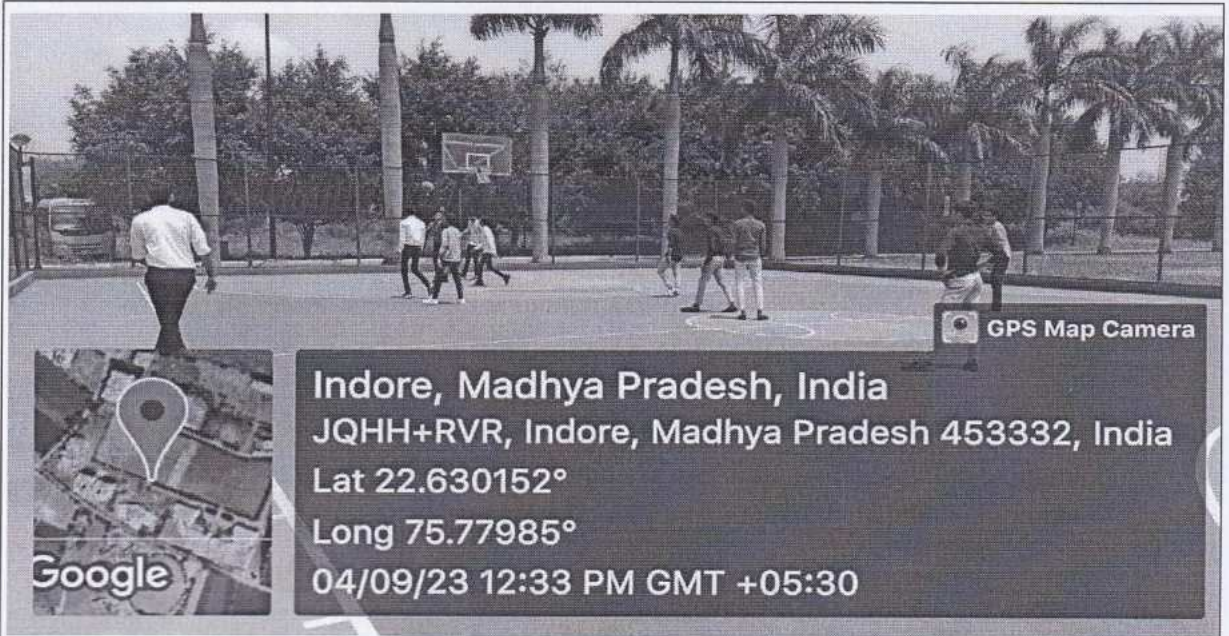 GPS Map Camera
Indore, Madhya Pradesh, India
JQHH+RVR, Indore, Madhya Pradesh 453332, India
Lat 22.630152°
Long 75.77985°
04/09/23 12:33 PM GMT +05:30
Google